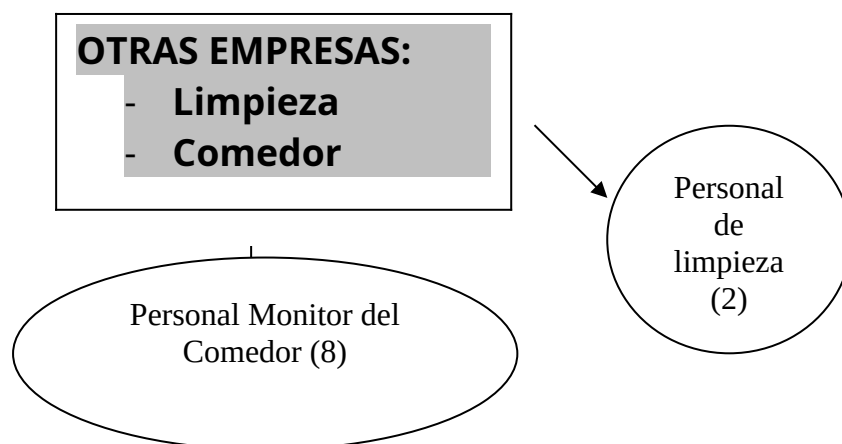 OTRAS EMPRESAS:
- Limpieza
- Comedor
Personal
de
limpieza
(2)
Personal Monitor del
Comedor (8)